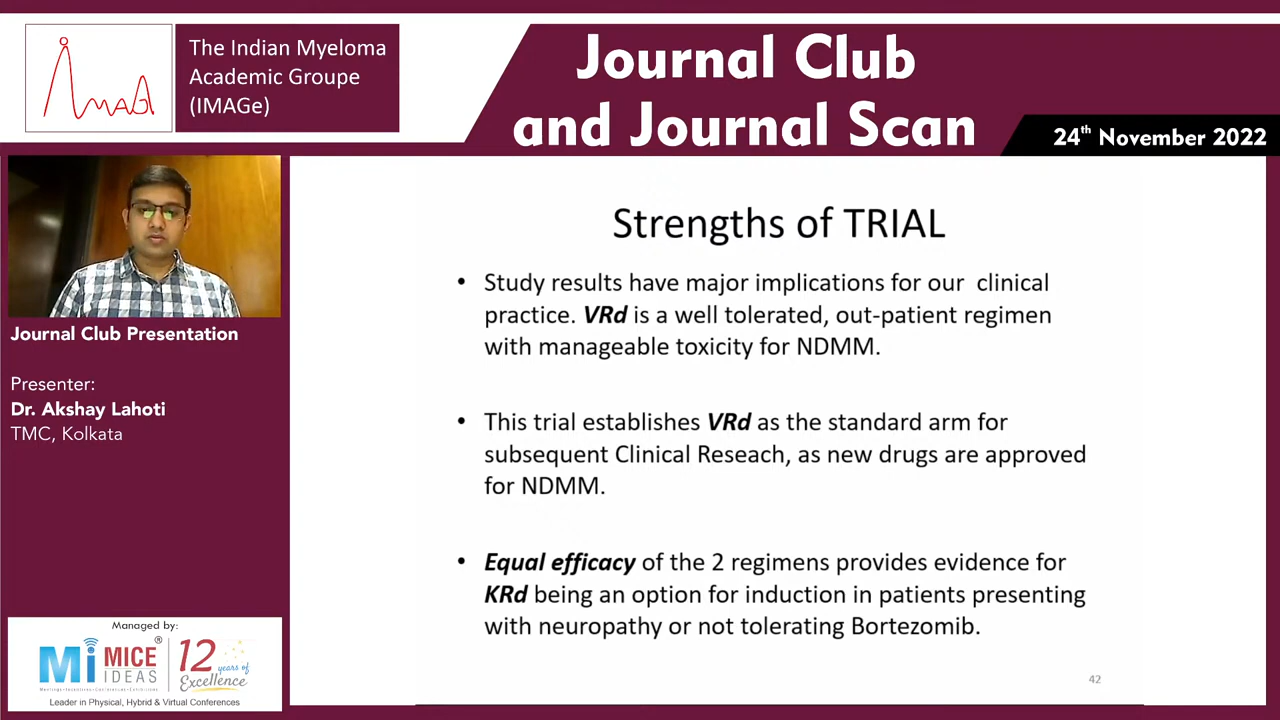 İMAGe
The Indian Myeloma
Academic Groupe
(IMAGe)
Journal Club
and Journal Scan
24th November 2022
Journal Club Presentation
Presenter:
Dr. Akshay Lahoti
TMC, Kolkata
Managed by:
Mi MICE IDEAS ®
12 years of Excellence
Leader in Physical, Hybrid & Virtual Conferences
Strengths of TRIAL
• Study results have major implications for our clinical
practice. VRd is a well tolerated, out-patient regimen
with manageable toxicity for NDMM.
• This trial establishes VRd as the standard arm for
subsequent Clinical Reseach, as new drugs are approved
for NDMM.
• Equal efficacy of the 2 regimens provides evidence for
KRd being an option for induction in patients presenting
with neuropathy or not tolerating Bortezomib.
42